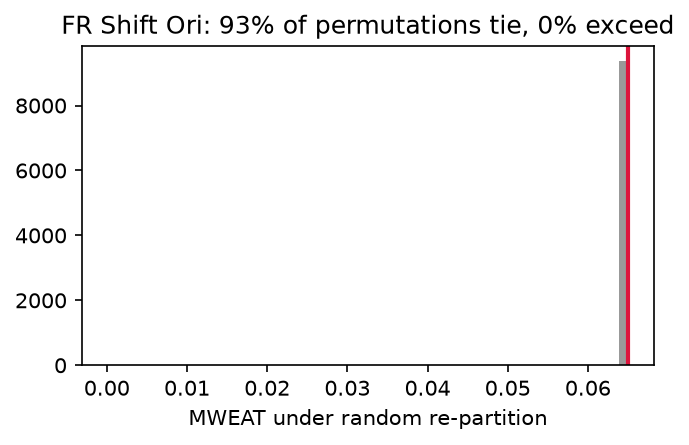 FR Shift Ori: 93% of permutations tie, 0% exceed
8000
6000
4000
2000
0
0.00 0.01 0.02 0.03 0.04 0.05 0.06
MWEAT under random re-partition